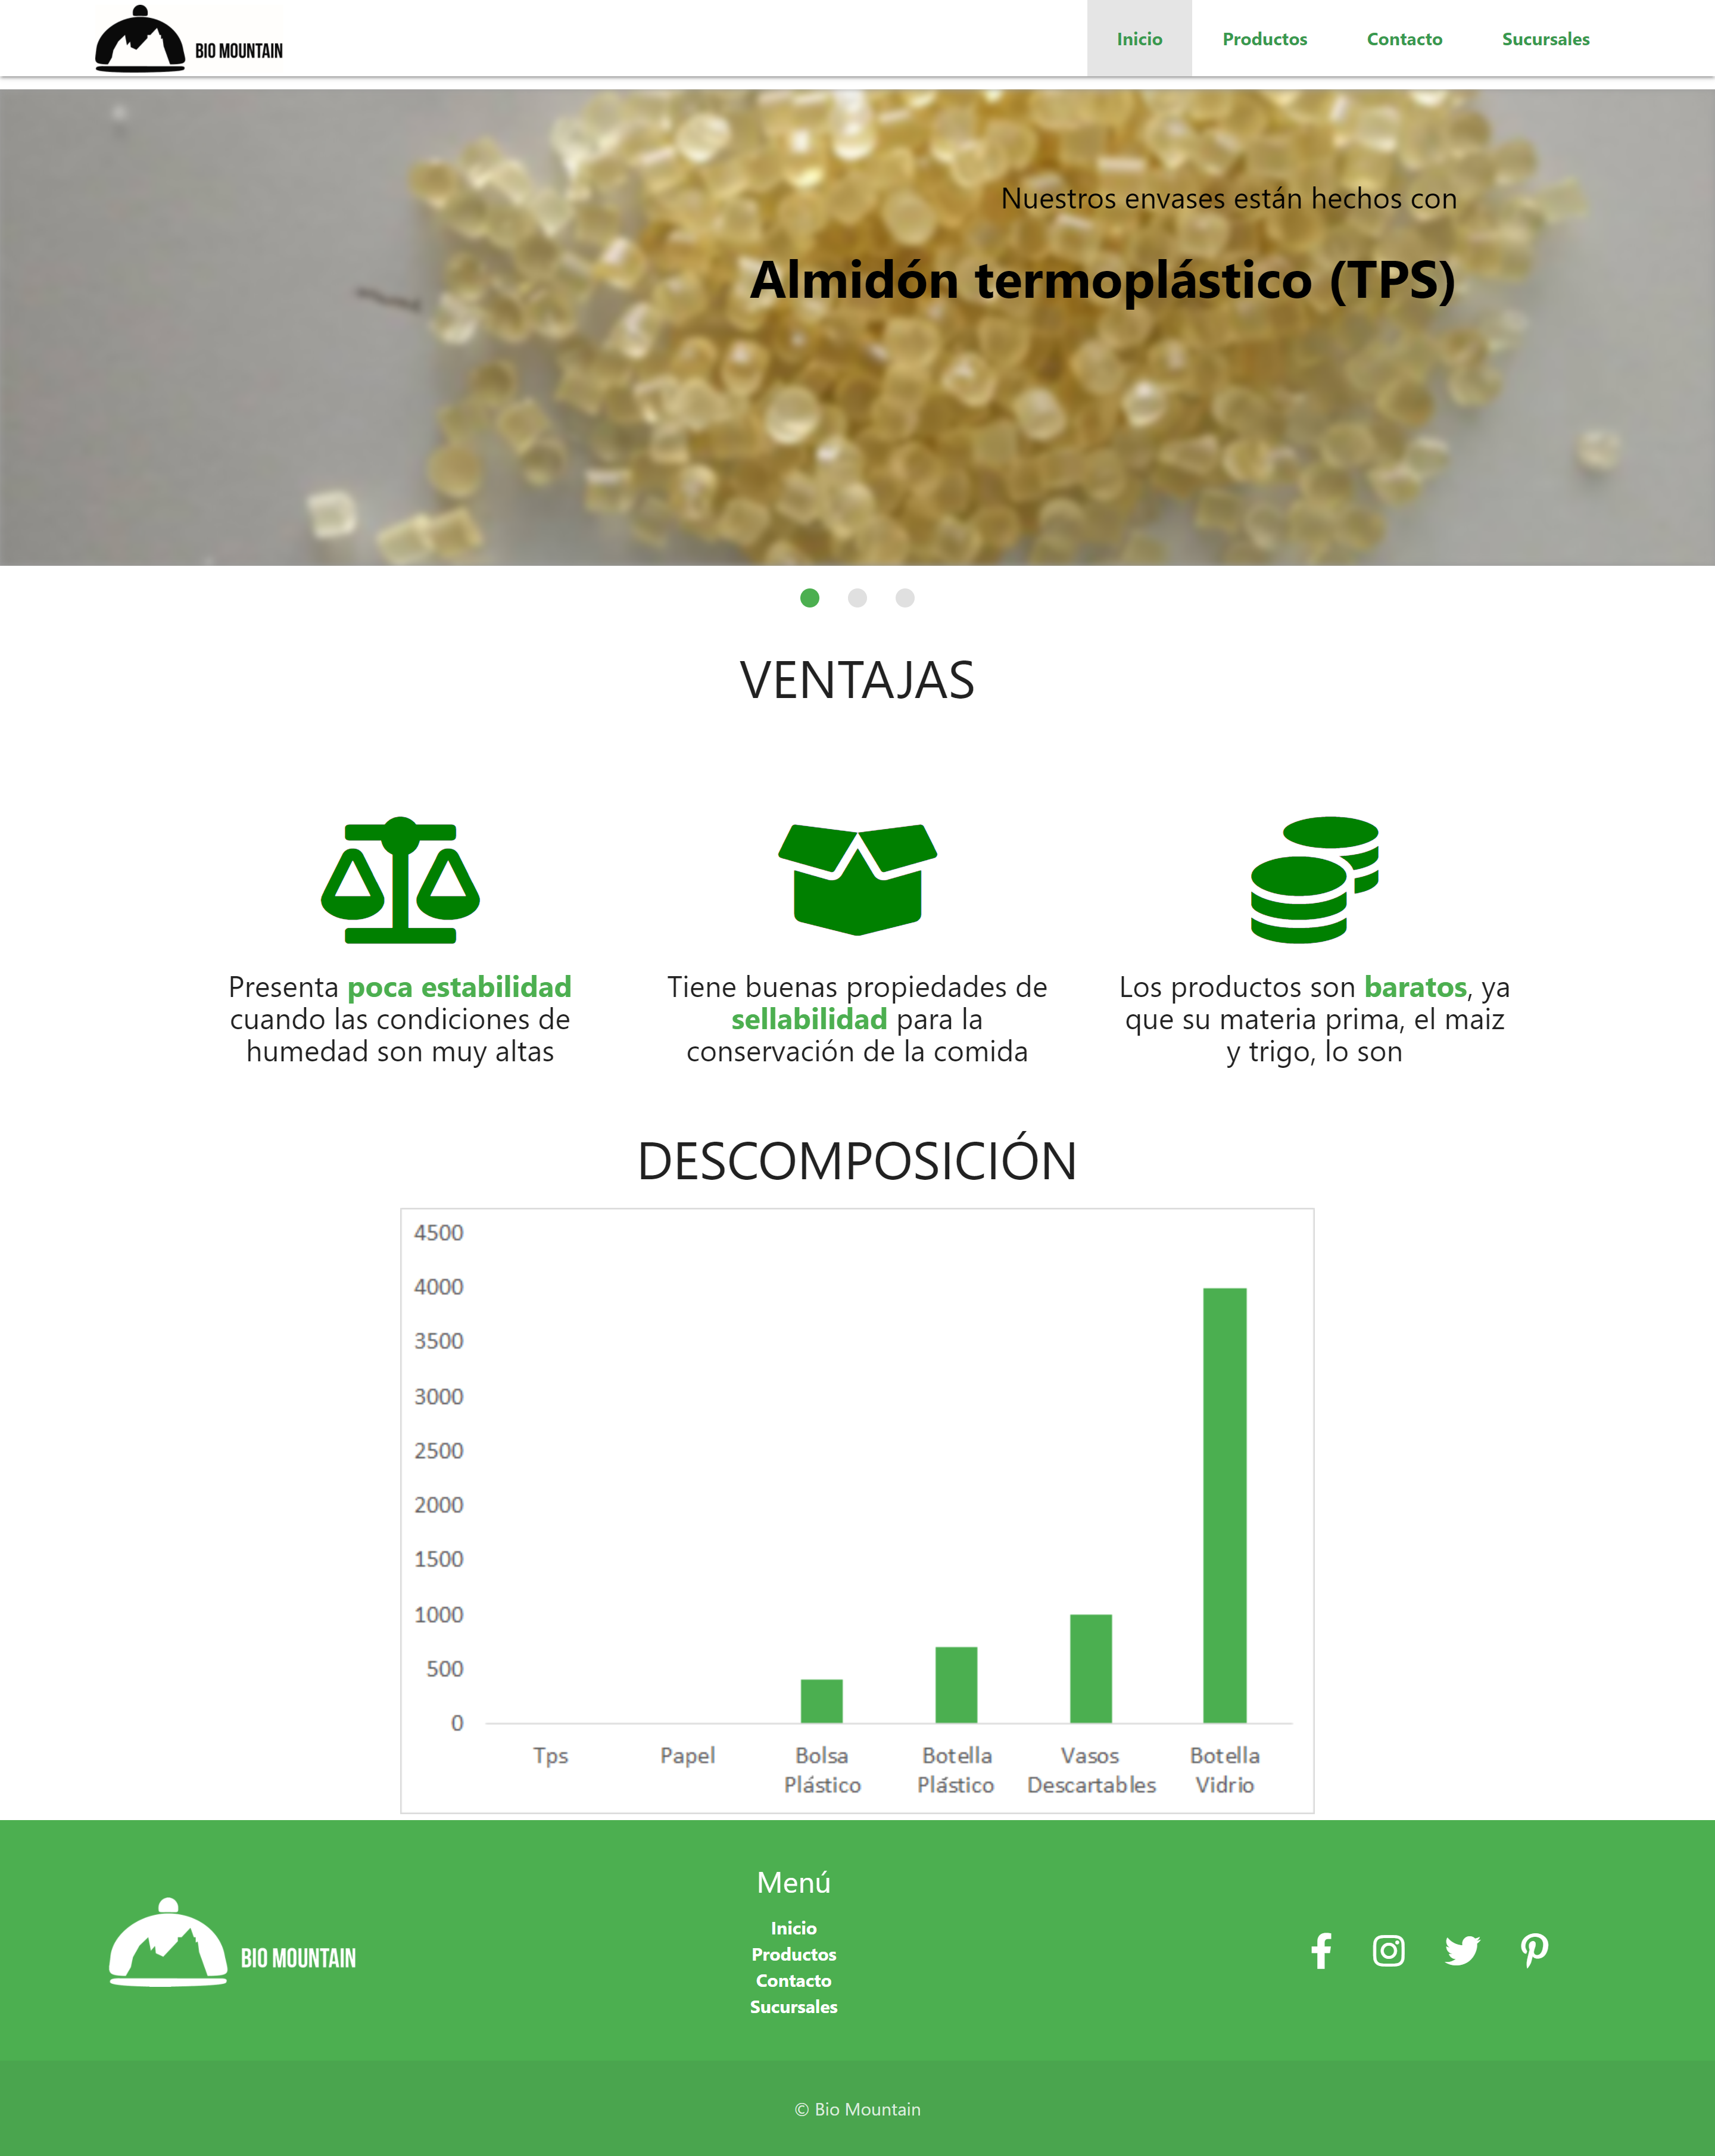 BIO MOUNTAIN
Inicio
Productos
Contacto
Sucursales
Nuestros envases están hechos con
Almidón termoplástico (TPS)
VENTAJAS
Presenta poca estabilidad
cuando las condiciones de
humedad son muy altas
Tiene buenas propiedades de
sellabilidad para la
conservación de la comida
Los productos son baratos, ya
que su materia prima, el maiz
y trigo, lo son
DESCOMPOSICIÓN
4500
4000
3500
3000
2500
2000
1500
1000
500
0
Tps
Papel
Bolsa
Plástico
Botella
Plástico
Vasos
Descartables
Botella
Vidrio
BIO MOUNTAIN
Menú
Inicio
Productos
Contacto
Sucursales
© Bio Mountain